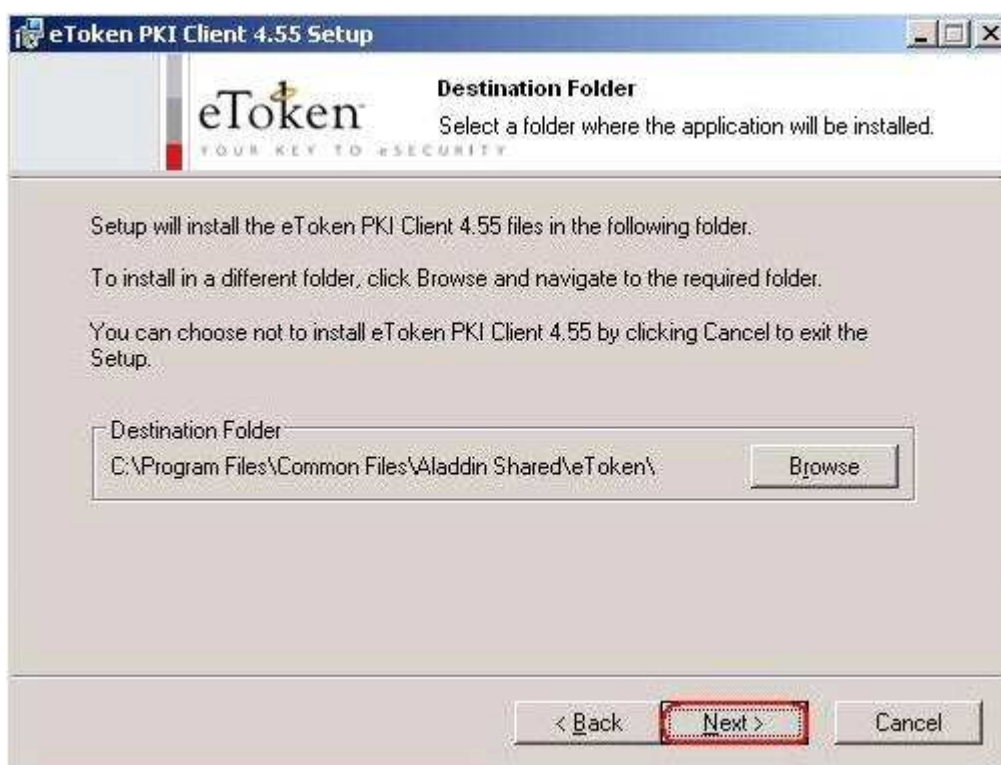 eToken PKI Client 4.55 Setup
eToken
YOUR KEY TO eSECURITY
Destination Folder
Select a folder where the application will be installed.
Setup will install the eToken PKI Client 4.55 files in the following folder.
To install in a different folder, click Browse and navigate to the required folder.
You can choose not to install eToken PKI Client 4.55 by clicking Cancel to exit the
Setup.
Destination Folder
C:\Program Files\Common Files\Aladdin Shared\eToken\
Browse
< Back
Next >
Cancel